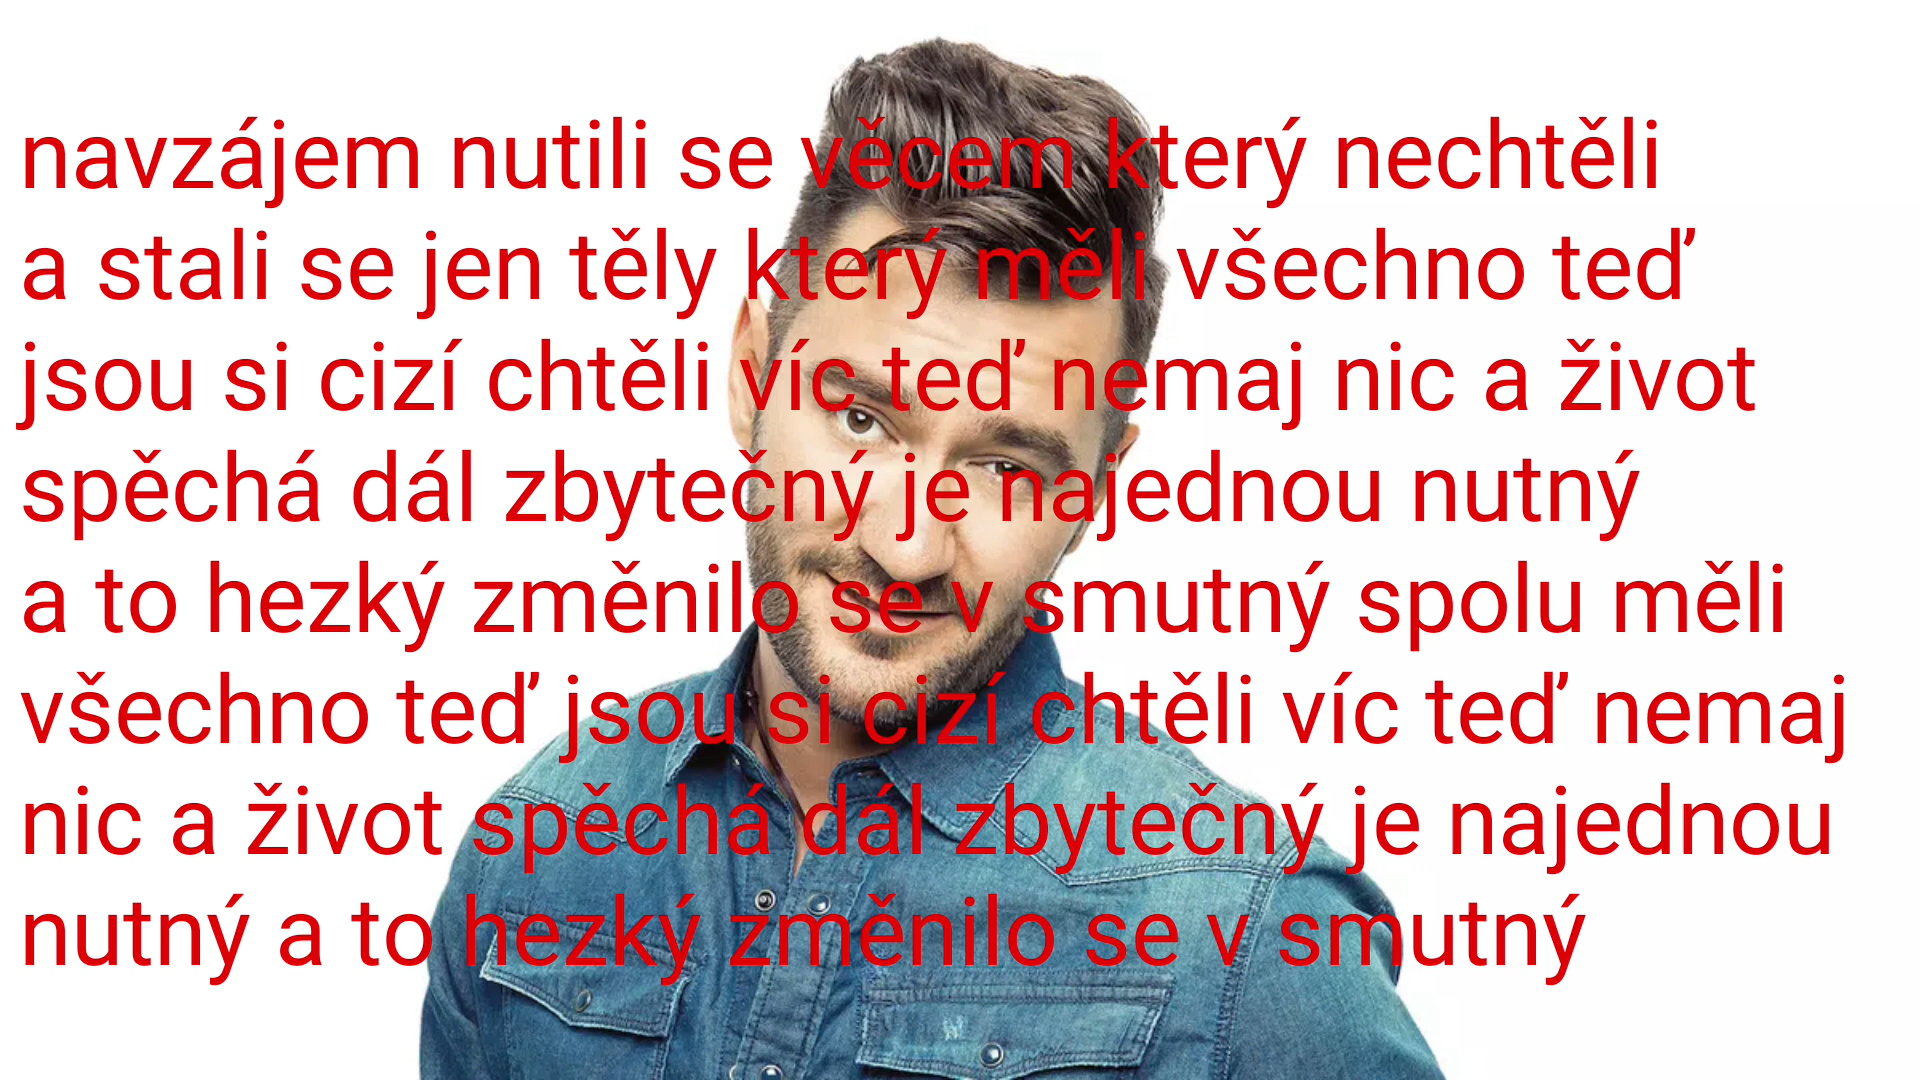 navzájem nutili se věcem který nechtěli
a stali se jen těly který měli všechno teď
jsou si cizí chtěli víc teď nemaj nic a život
spěchá dál zbytečný je najednou nutný
a to hezký změnilo se v smutný spolu měli
všechno teď jsou si cizí chtěli víc teď nemaj
nic a život spěchá dál zbytečný je najednou
nutný a to hezký změnilo se v smutný